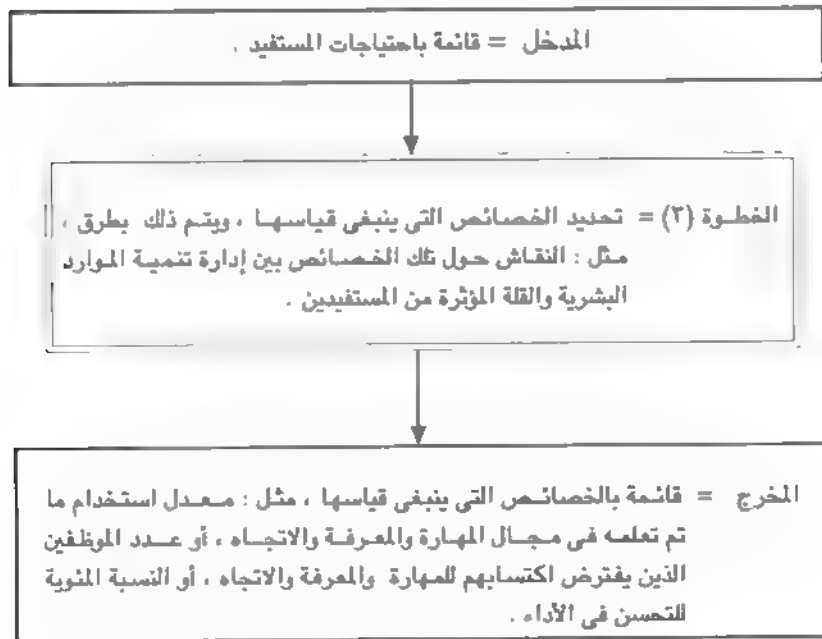 المدخل = قائمة باحتياجات المستفيد .
الخطـوة (٣) = تحديد الخصائص التى ينبغى قياسهـا ، ويتم ذلك بطرق ،
مثل : النقاش حول تلك الخصائص بين إدارة تنمية الموارد
البشرية والقلة المؤثرة من المستفيدين .
المخرج = قائمة بالخصائص التى ينبغى قياسها ، مثل : معدل استخدام ما
تم تعلمه فى مجال المهارة والمعرفة والاتجاه ، أو عدد الموظفين
الذين يفترض اكتسابهم للمهارة والمعرفة والاتجاه ، أو النسبة المئوية
للتحسن فى الأداء .